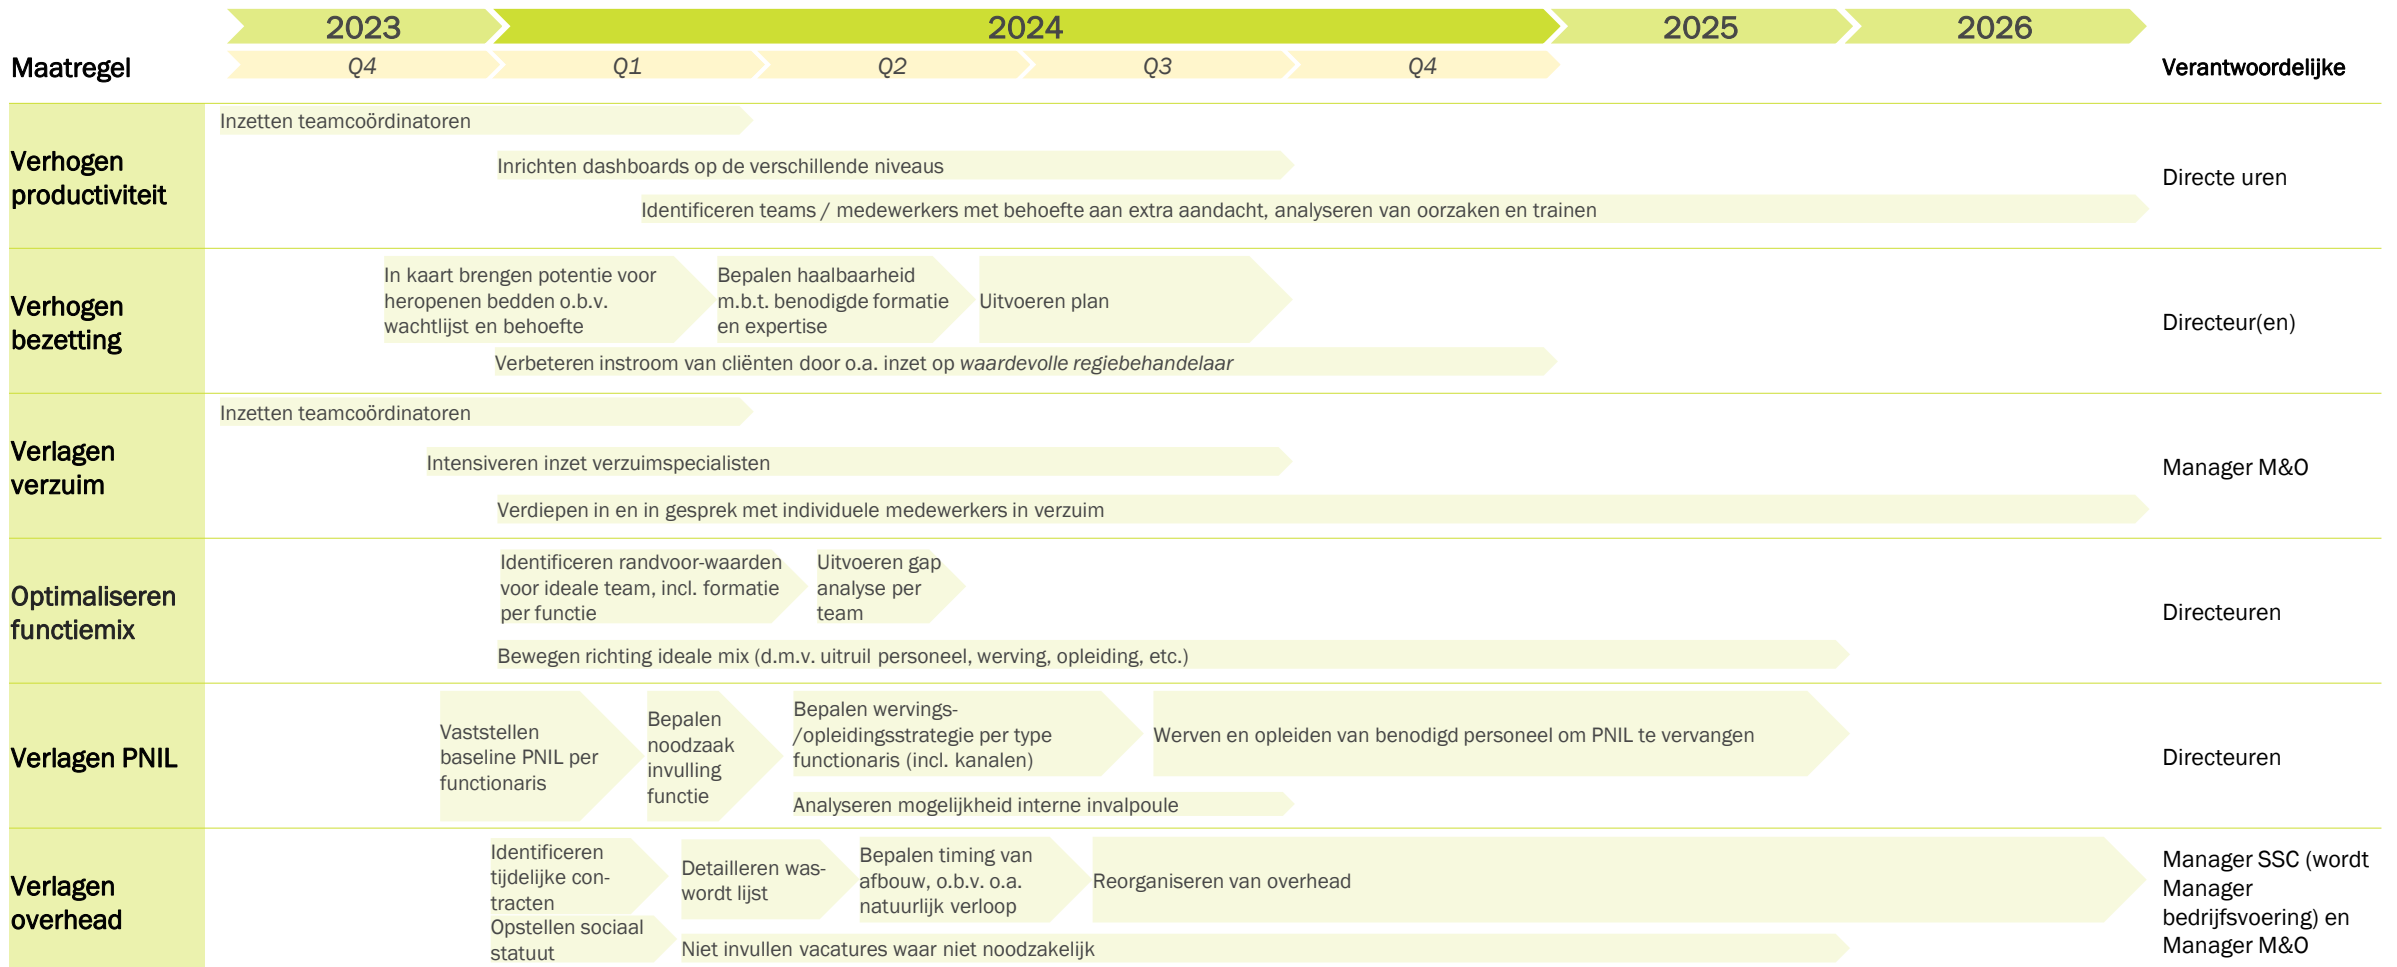 2023
2024
2025
2026
Maatregel
Q4
Q1
Q2
Q3
Q4
Verantwoordelijke
Verhogen
productiviteit
Inzetten teamcoördinatoren
Inrichten dashboards op de verschillende niveaus
Identificeren teams / medewerkers met behoefte aan extra aandacht, analyseren van oorzaken en trainen
Directe uren
Verhogen
bezetting
In kaart brengen potentie voor
heropenen bedden o.b.v.
wachtlijst en behoefte
Bepalen haalbaarheid
m.b.t. benodigde formatie
en expertise
Uitvoeren plan
Verbeteren instroom van cliënten door o.a. inzet op waardevolle regiebehandelaar
Directeur(en)
Verlagen
verzuim
Inzetten teamcoördinatoren
Intensiveren inzet verzuimspecialisten
Verdiepen in en in gesprek met individuele medewerkers in verzuim
Manager M&O
Optimaliseren
functiemix
Identificeren randvoor-waarden
voor ideale team, incl. formatie
per functie
Uitvoeren gap
analyse per
team
Bewegen richting ideale mix (d.m.v. uitruil personeel, werving, opleiding, etc.)
Directeuren
Verlagen PNIL
Vaststellen
baseline PNIL per
functionaris
Bepalen
noodzaak
invulling
functie
Bepalen wervings-
/opleidingsstrategie per type
functionaris (incl. kanalen)
Werven en opleiden van benodigd personeel om PNIL te vervangen
Analyseren mogelijkheid interne invalpoule
Directeuren
Verlagen
overhead
Identificeren
tijdelijke con-
tracten
Detailleren was-
wordt lijst
Bepalen timing van
afbouw, o.b.v. o.a.
natuurlijk verloop
Reorganiseren van overhead
Opstellen sociaal
statuut
Niet invullen vacatures waar niet noodzakelijk
Manager SSC (wordt
Manager
bedrijfsvoering) en
Manager M&O